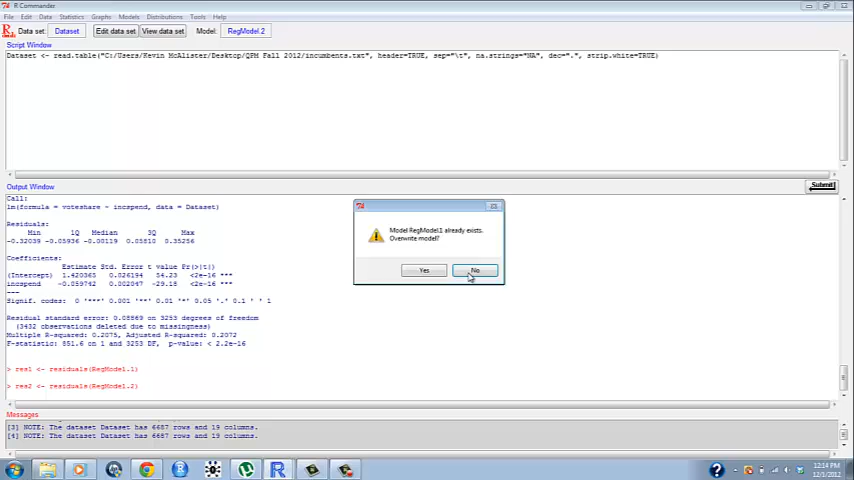 R Commander
File Edit Data Statistics Graphs Models Distributions Tools Help
Data set: Dataset Edit data set View data set Model: RegModel.2
Script Window
Dataset <- read.table("C:/Users/Kevin McAlister/Desktop/QPM Fall 2012/incumbents.txt", header=TRUE, sep="\t", na.strings="NA", dec=".", strip.white=TRUE)
Output Window
Submit
Call:
lm(formula = voteshare ~ incspend, data = Dataset)
Residuals:
Min 1Q Median 3Q Max
-0.32039 -0.05936 -0.00119 0.05810 0.35256
Coefficients:
Estimate Std. Error t value Pr(>|t|)
(Intercept) 1.420365 0.026194 54.23 <2e-16 ***
incspend -0.059742 0.002047 -29.18 <2e-16 ***
---
Signif. codes: 0 '***' 0.001 '**' 0.01 '*' 0.05 '.' 0.1 ' ' 1
Residual standard error: 0.08869 on 3253 degrees of freedom
(3432 observations deleted due to missingness)
Multiple R-squared: 0.2075, Adjusted R-squared: 0.2072
F-statistic: 851.6 on 1 and 3253 DF, p-value: < 2.2e-16
> res1 <- residuals(RegModel.1)
> res2 <- residuals(RegModel.2)
Model RegModel.1 already exists.
Overwrite model?
Yes No
Messages
[3] NOTE: The dataset Dataset has 6687 rows and 19 columns.
[4] NOTE: The dataset Dataset has 6687 rows and 19 columns.
12:14 PM
12/3/2012